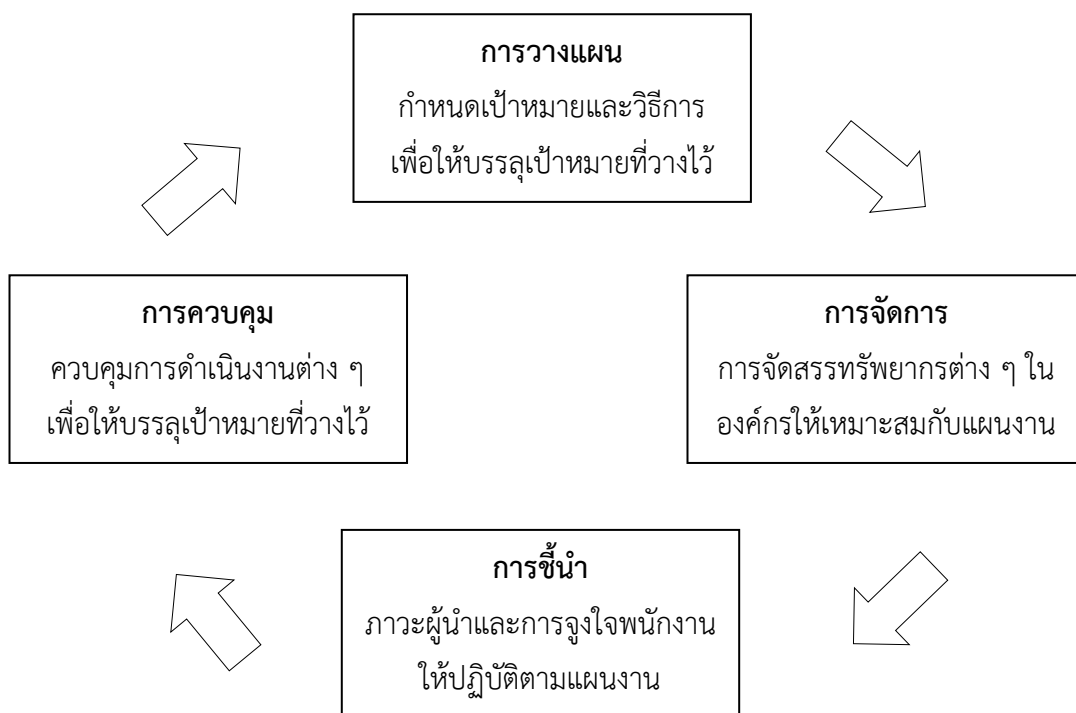 การวางแผน
กำหนดเป้าหมายและวิธีการ
เพื่อให้บรรลุเป้าหมายที่วางไว้
การควบคุม
ควบคุมการดำเนินงานต่าง ๆ
เพื่อให้บรรลุเป้าหมายที่วางไว้
การจัดการ
การจัดสรรทรัพยากรต่าง ๆ ใน
องค์กรให้เหมาะสมกับแผนงาน
การชี้นำ
ภาวะผู้นำและการจูงใจพนักงาน
ให้ปฏิบัติตามแผนงาน